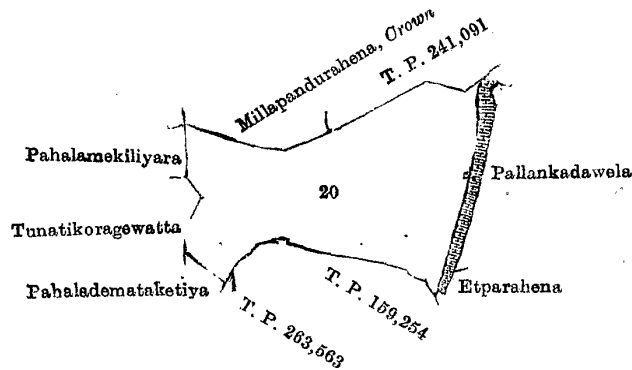 Millapandurahena, Crown
T. P. 241,091
Pahalamekiliyara
Pallankadawela
20
Tunatikoragewatta
Pahalademataketiya
Etparahena
T. P. 159,254
T. P. 263,563